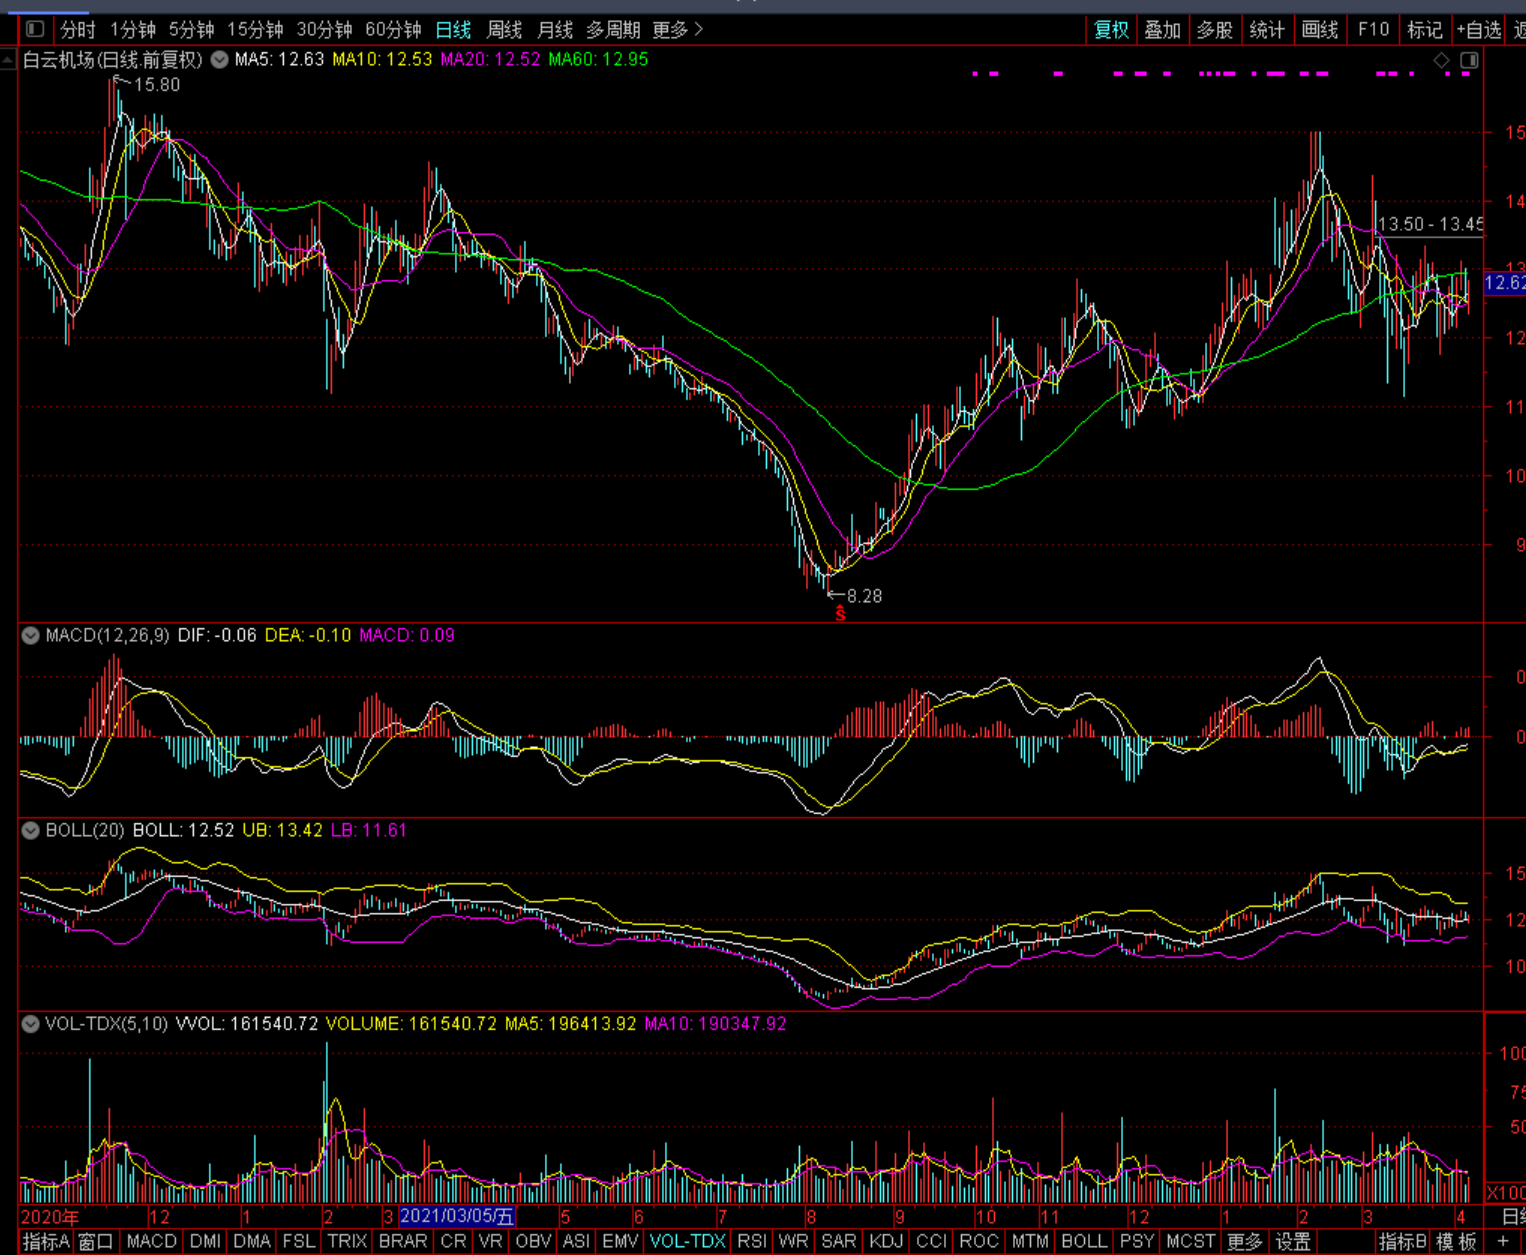 分时 1分钟 5分钟 15分钟 30分钟 60分钟 日线 周线 月线 多周期 更多 > 复权 叠加 多股 统计 画线 F10 标记 +自选
白云机场(日线.前复权) MA5: 12.63 MA10: 12.53 MA20: 12.52 MA60: 12.95
15.80
15
14
13.50 - 13.45
13
12.62
12
11
10
9
8.28
S
MACD(12,26,9) DIF: -0.06 DEA: -0.10 MACD: 0.09
0
0
BOLL(20) BOLL: 12.52 UB: 13.42 LB: 11.61
15
12
10
VOL-TDX(5,10) VVOL: 161540.72 VOLUME: 161540.72 MA5: 196413.92 MA10: 190347.92
100
75
50
X100
2020年 12 1 2 3 2021/03/05/五 5 6 7 8 9 10 11 12 1 2 3 4 日线
指标A 窗口 MACD DMI DMA FSL TRIX BRAR CR VR OBV ASI EMV VOL-TDX RSI WR SAR KDJ CCI ROC MTM BOLL PSY MCST 更多 设置 指标B 模板 +